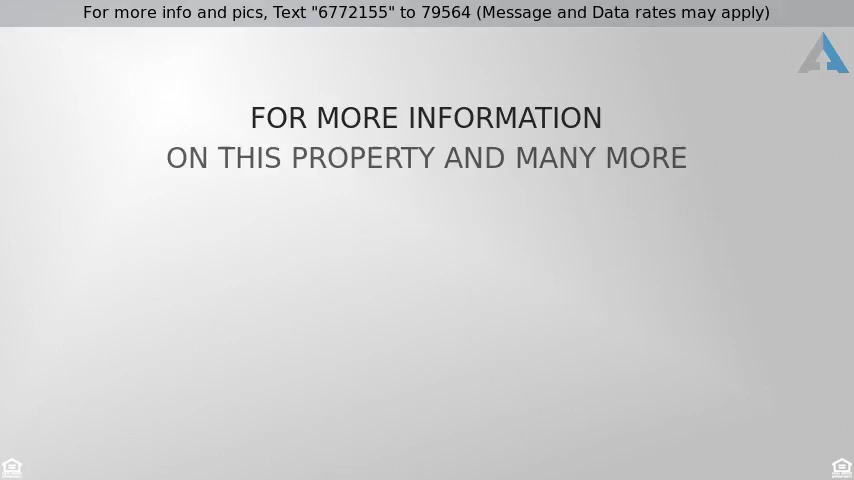 For more info and pics, Text "6772155" to 79564 (Message and Data rates may apply)
FOR MORE INFORMATION
ON THIS PROPERTY AND MANY MORE